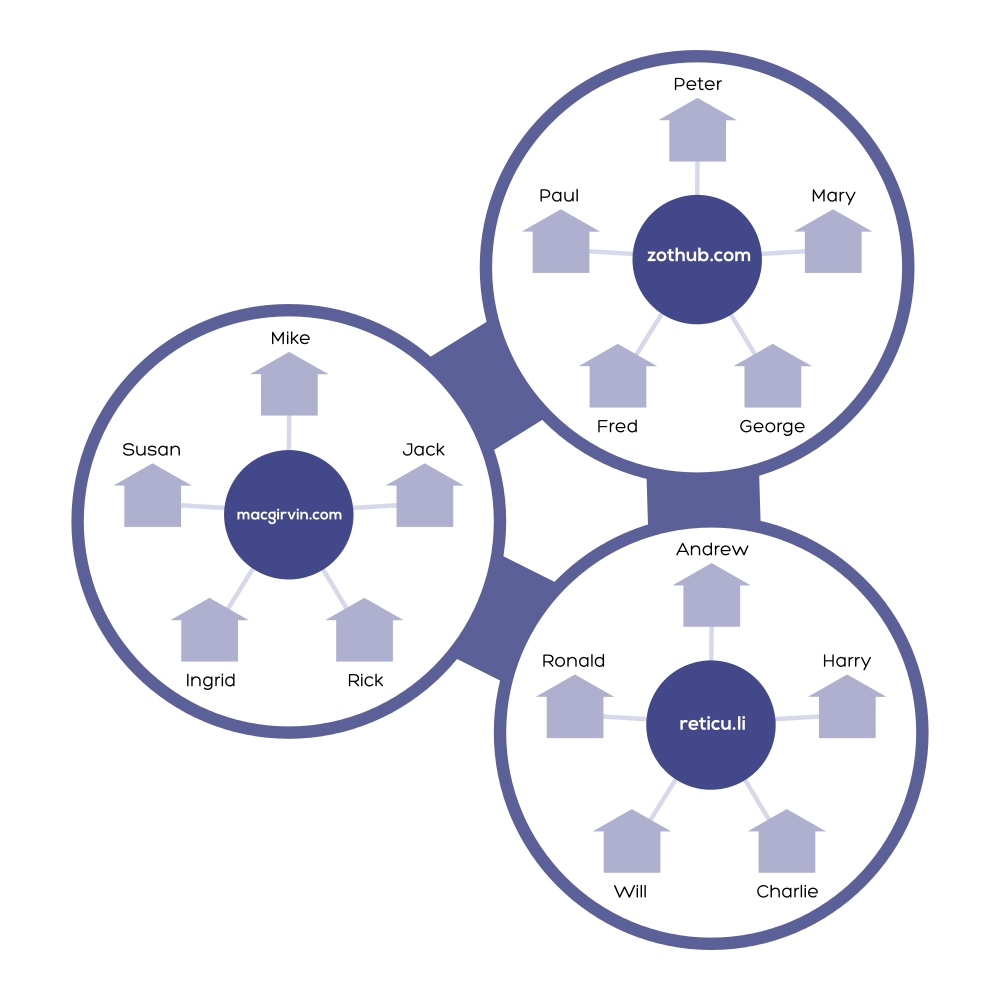 Peter
Paul
Mary
zothub.com
Fred
George
Mike
Susan
Jack
macgirvin.com
Ingrid
Rick
Andrew
Ronald
Harry
reticu.li
Will
Charlie